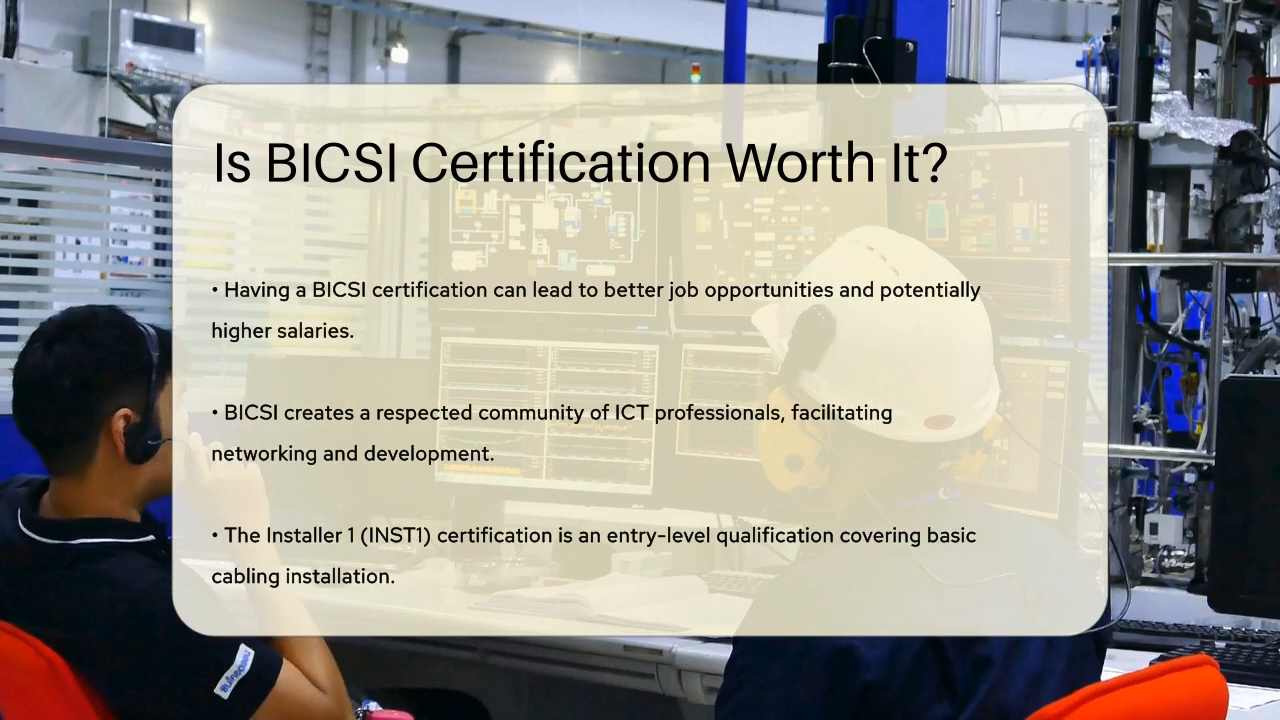 Is BICSI Certification Worth It?
• Having a BICSI certification can lead to better job opportunities and potentially
higher salaries.
• BICSI creates a respected community of ICT professionals, facilitating
networking and development.
• The Installer 1 (INST1) certification is an entry-level qualification covering basic
cabling installation.